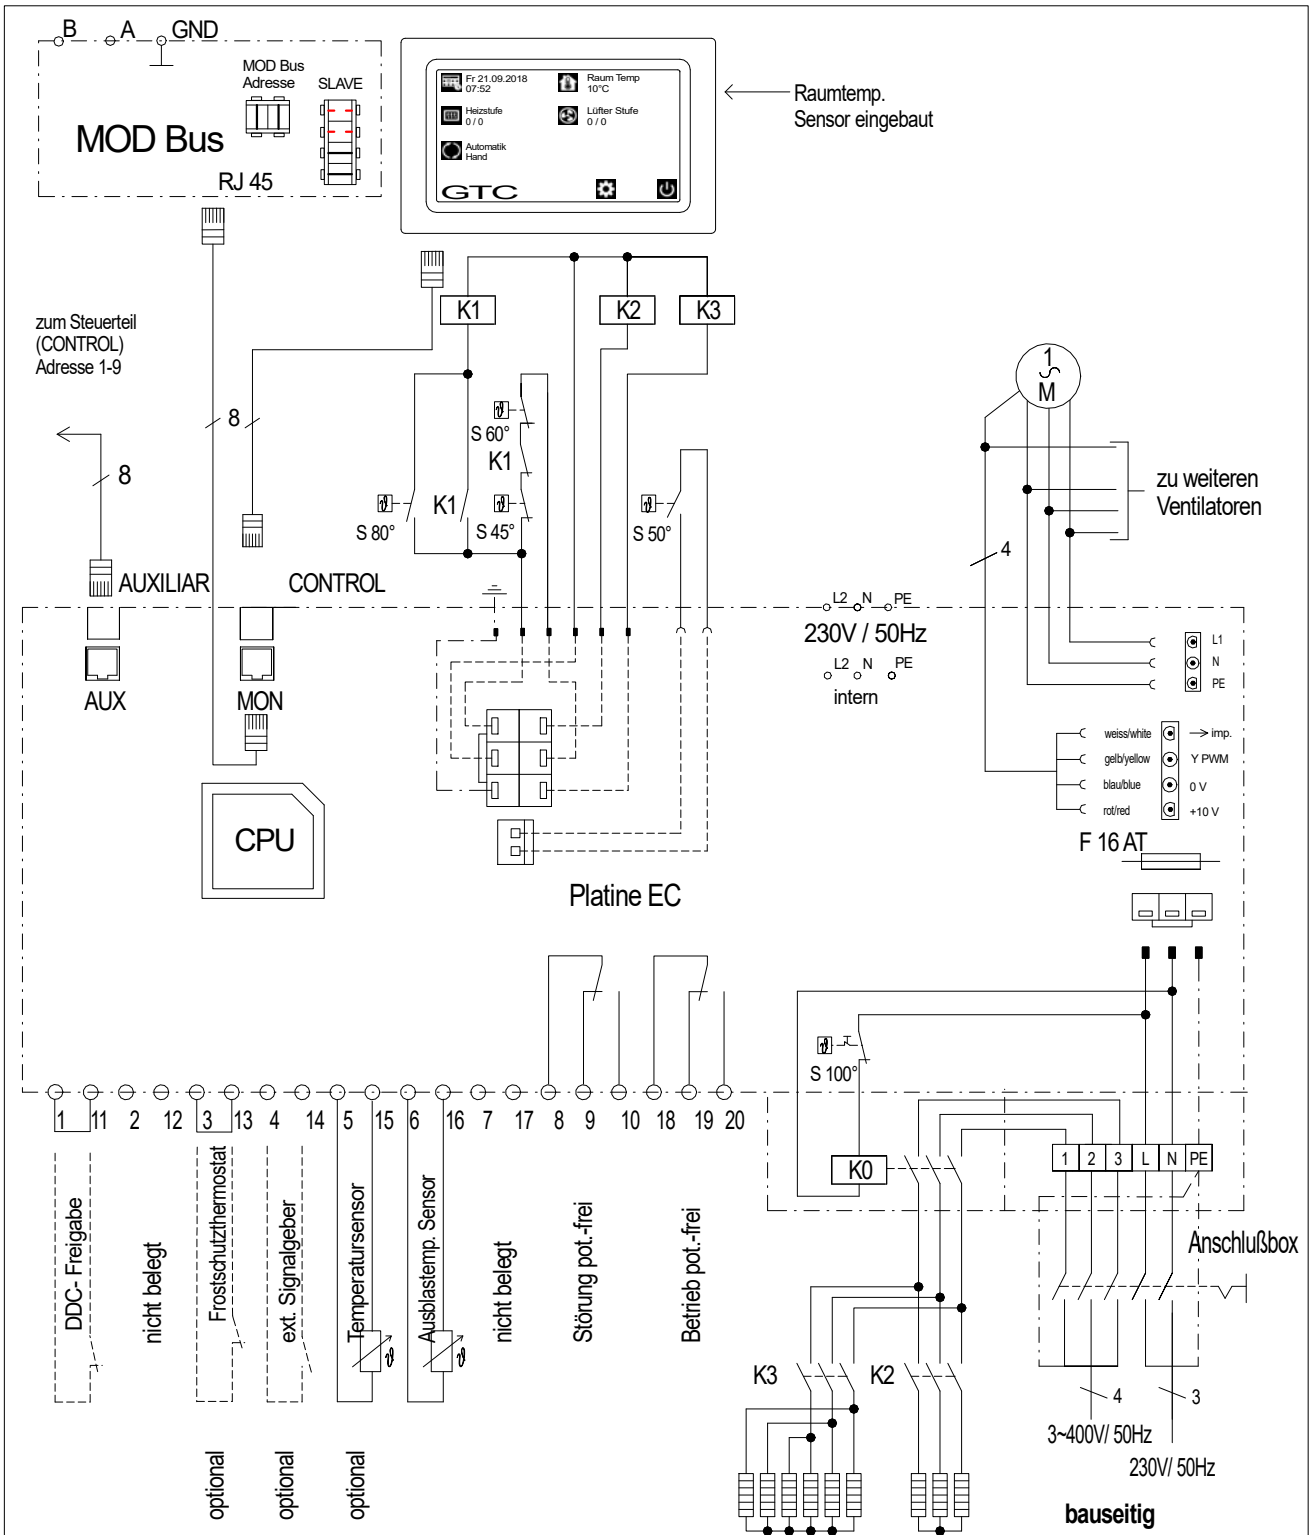 B A GND
MOD Bus
Adresse
SLAVE
MOD Bus
RJ 45
Fr 21.09.2018
07:52
Raum Temp
10°C
Heizstufe
0 / 0
Lüfter Stufe
0 / 0
Automatik
Hand
GTC
Raumtemp.
Sensor eingebaut
K1
K2
K3
zum Steuerteil
(CONTROL)
Adresse 1-9
8
8
1
M
S 60°
K1
S 80°
K1
S 45°
S 50°
zu weiteren
Ventilatoren
4
AUXILIAR
CONTROL
L2 N PE
230V / 50Hz
L2 N PE
intern
AUX
MON
L1
N
PE
weiss/white
imp.
gelb/yellow
Y PWM
blau/blue
0 V
rot/red
+10 V
F 16 AT
CPU
Platine EC
S 100°
1 11 2 12 3 13 4 14 5 15 6 16 7 17 8 9 10 18 19 20
K0
1 2 3 L N PE
DDC- Freigabe
nicht belegt
Frostschutzthermostat
ext. Signalgeber
Temperatursensor
Ausblastemp. Sensor
nicht belegt
Störung pot.-frei
Betrieb pot.-frei
Anschlußbox
K3
K2
4
3
3~400V/ 50Hz
230V/ 50Hz
optional
optional
optional
bauseitig